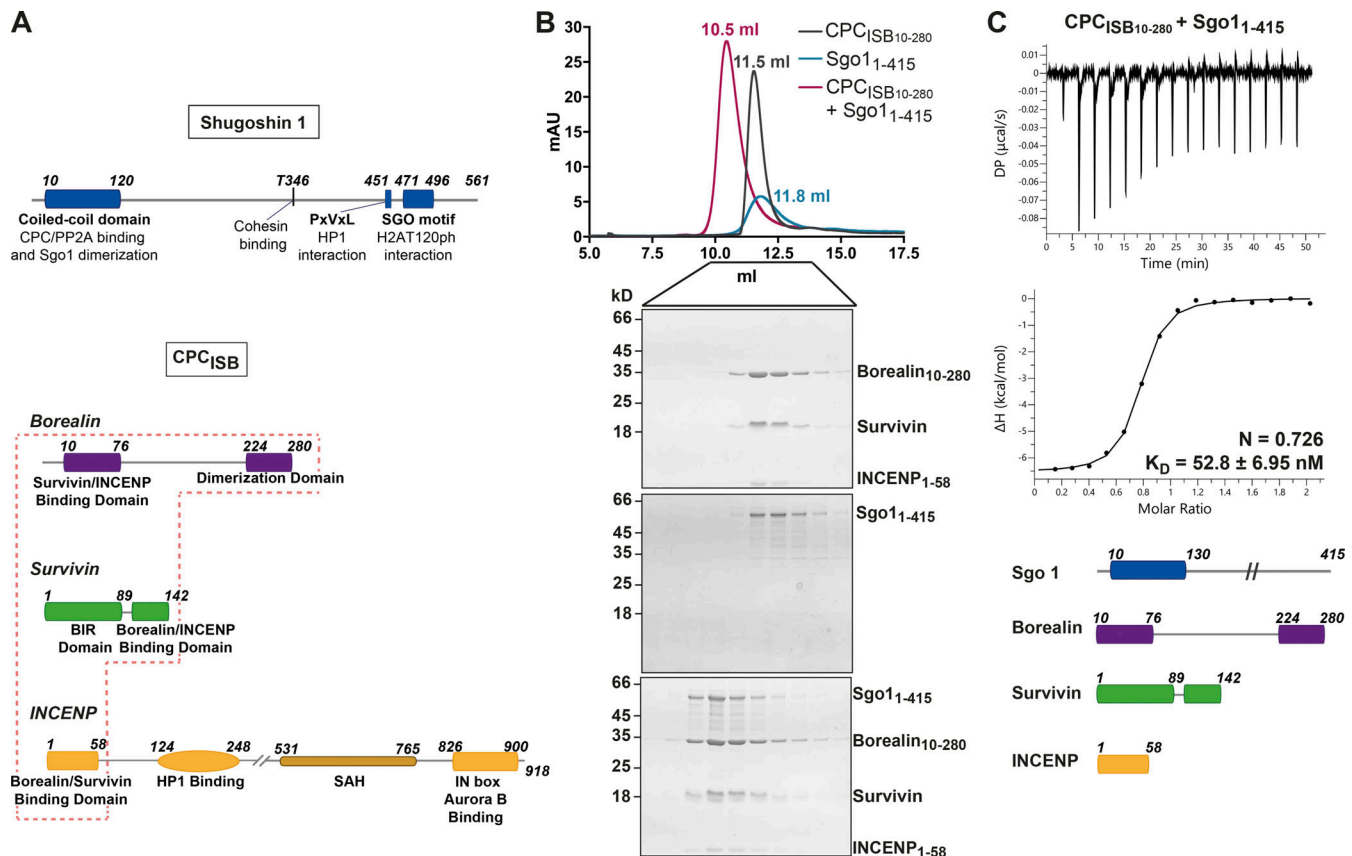 A
Shugoshin 1
10 120 T346 451 471 496 561
Coiled-coil domain
CPC/PP2A binding
and Sgo1 dimerization
Cohesin
binding
PxVxL
HP1
interaction
SGO motif
H2AT120ph
interaction
CPCISB
Borealin
10 76 224 280
Survivin/INCENP
Binding Domain
Dimerization Domain
Survivin
1 89 142
BIR
Domain
Borealin/INCENP
Binding Domain
INCENP
1 58 124 248 531 765 826 900
918
Borealin/Survivin
Binding Domain
HP1 Binding
SAH
IN box
Aurora B
Binding
B
10.5 ml
11.5 ml
11.8 ml
CPCISB10-280
Sgo11-415
CPCISB10-280
+ Sgo11-415
mAU
30
25
20
15
10
5
0
5.0 7.5 10.0 12.5 15.0 17.5
ml
kD
66
45
35
25
18
Borealin10-280
Survivin
INCENP1-58
66
45
35
25
18
Sgo11-415
66
45
35
25
18
Sgo11-415
Borealin10-280
Survivin
INCENP1-58
C
CPCISB10-280 + Sgo11-415
DP (µcal/s)
0.01
0
-0.01
-0.02
-0.03
-0.04
-0.05
-0.06
-0.07
-0.08
0 5 10 15 20 25 30 35 40 45 50
Time (min)
ΔH (kcal/mol)
0
-1
-2
-3
-4
-5
-6
0.2 0.4 0.6 0.8 1 1.2 1.4 1.6 1.8 2
Molar Ratio
N = 0.726
KD = 52.8 ± 6.95 nM
Sgo 1
10 130 415
Borealin
10 76 224 280
Survivin
1 89 142
INCENP
1 58